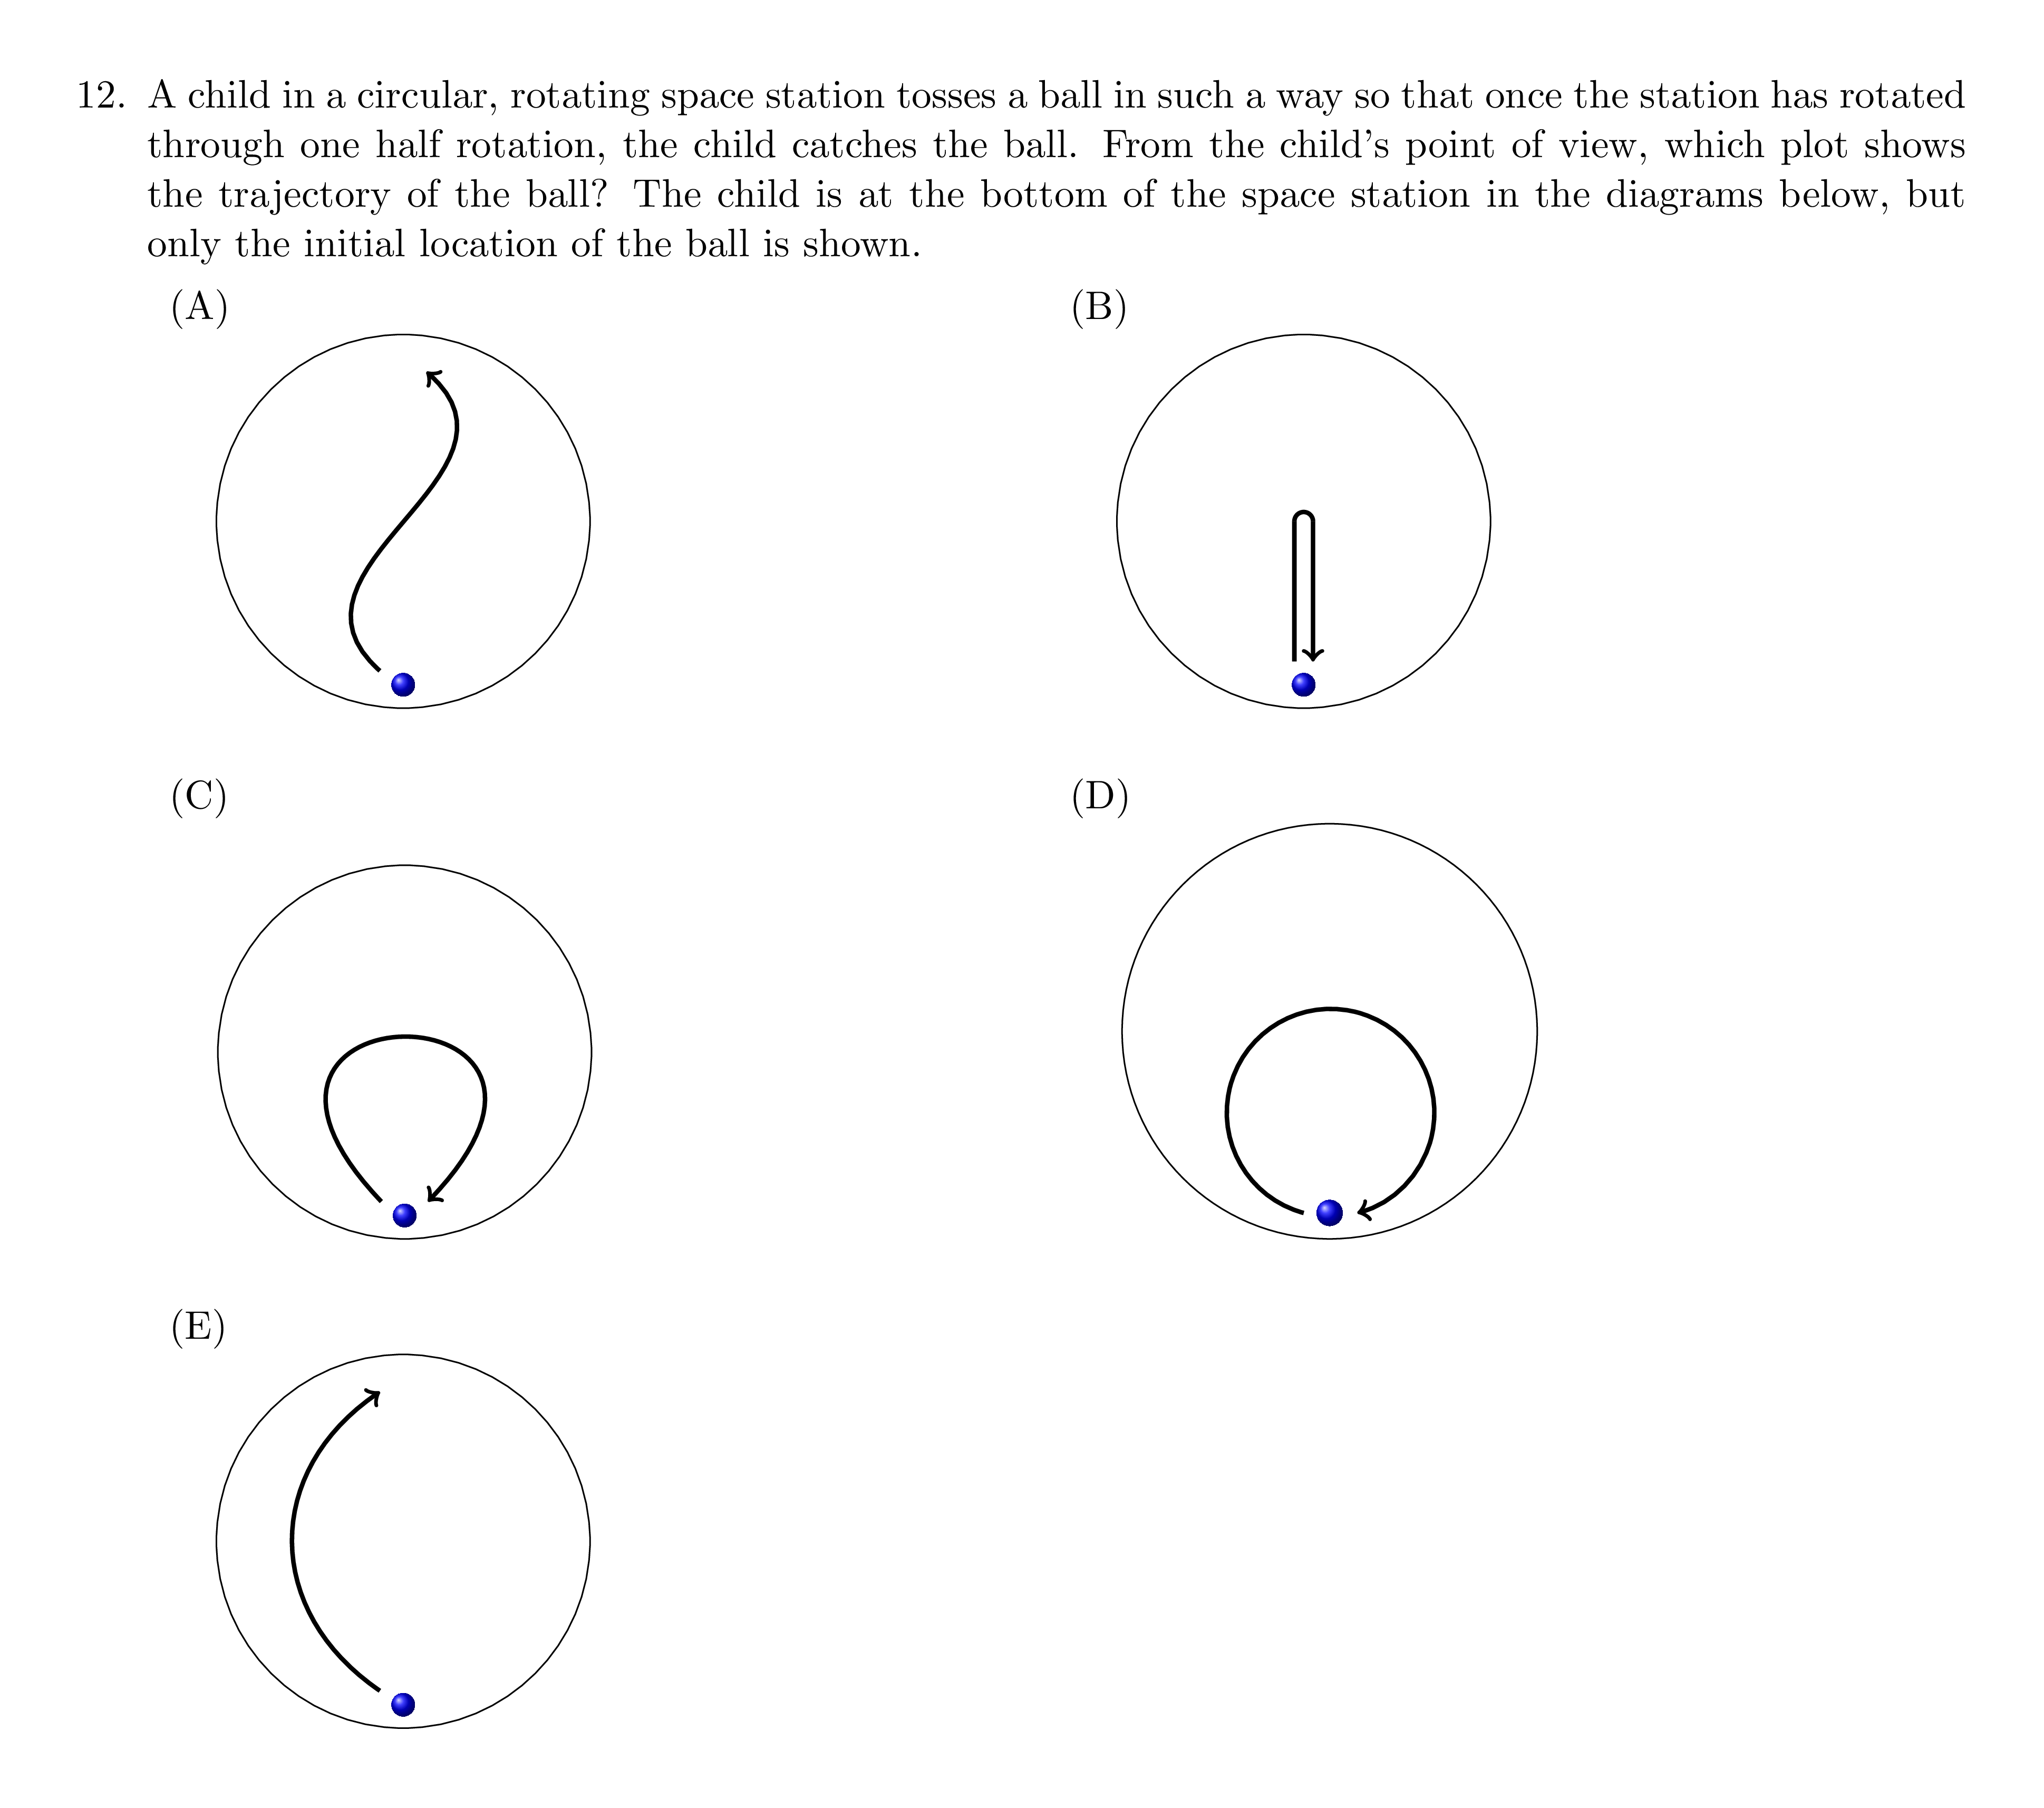 12. A child in a circular, rotating space station tosses a ball in such a way so that once the station has rotated
through one half rotation, the child catches the ball. From the child's point of view, which plot shows
the trajectory of the ball? The child is at the bottom of the space station in the diagrams below, but
only the initial location of the ball is shown.
(A)
(B)
(C)
(D)
(E)